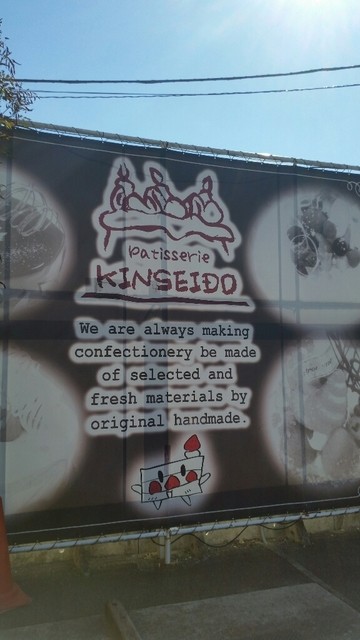 Patisserie
KINSEIDO
We are always making
confectionery be made
of selected and
fresh materials by
original handmade.